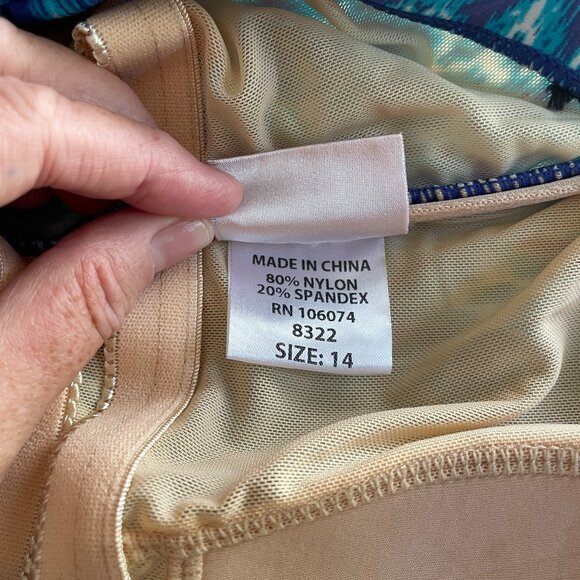 MADE IN CHINA
80% NYLON
20% SPANDEX
RN 106074
8322
SIZE: 14